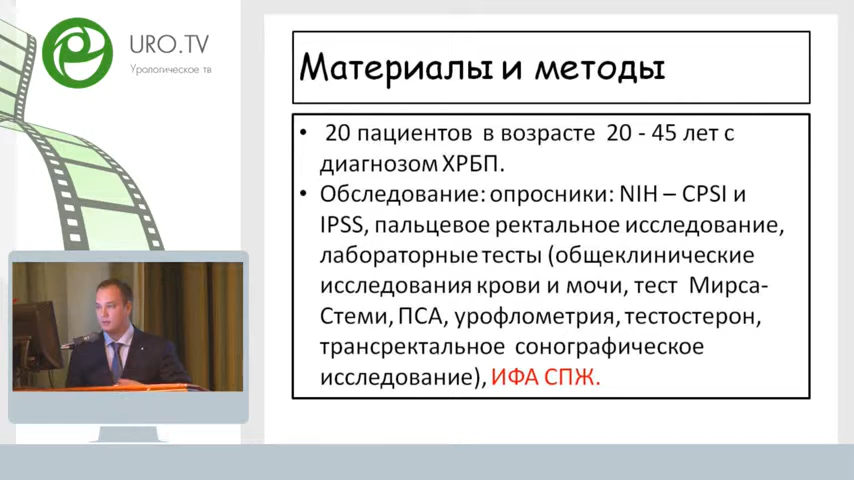 URO.TV
Урологическое тв
Материалы и методы
• 20 пациентов в возрасте 20 - 45 лет с
диагнозом ХРБП.
• Обследование: опросники: NIH – CPSI и
IPSS, пальцевое ректальное исследование,
лабораторные тесты (общеклинические
исследования крови и мочи, тест Мирса-
Стеми, ПСА, урофлометрия, тестостерон,
трансректальное сонографическое
исследование), ИФА СПЖ.